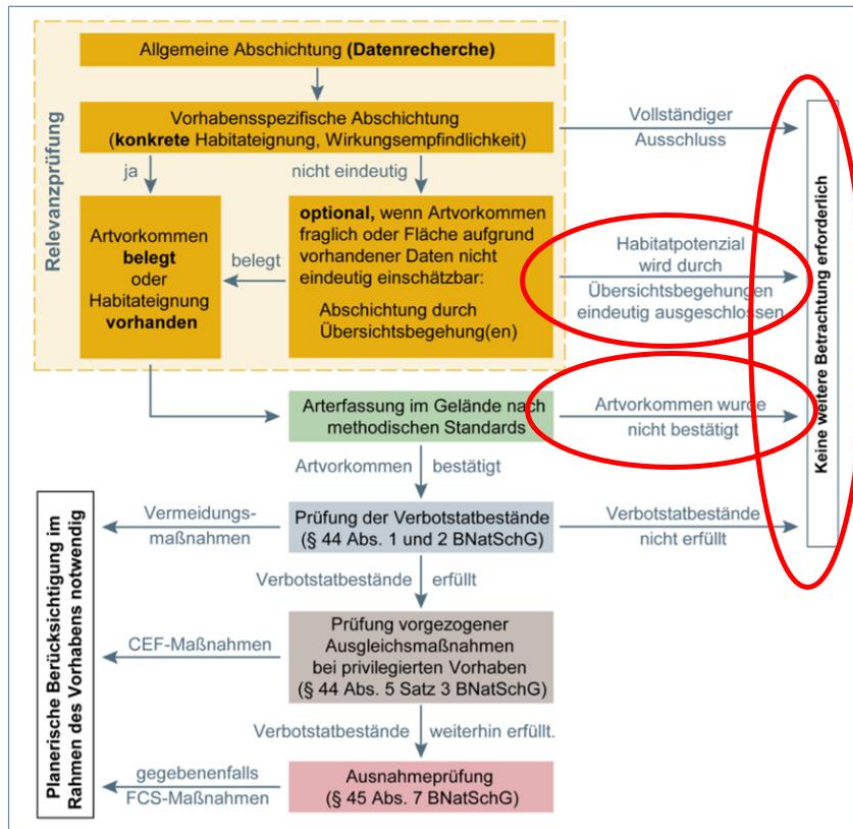 Relevanzprüfung
Allgemeine Abschichtung (Datenrecherche)
Vorhabensspezifische Abschichtung
(konkrete Habitateignung, Wirkungsempfindlichkeit)
Vollständiger
Ausschluss
ja
nicht eindeutig
Artvorkommen
belegt
oder
Habitateignung
vorhanden
belegt
optional, wenn Artvorkommen
fraglich oder Fläche aufgrund
vorhandener Daten nicht
eindeutig einschätzbar:
Abschichtung durch
Übersichtsbegehung(en)
Habitatpotenzial
wird durch
Übersichtsbegehungen
eindeutig ausgeschlossen
Keine weitere Betrachtung erforderlich
Arterfassung im Gelände nach
methodischen Standards
Artvorkommen wurde
nicht bestätigt
Artvorkommen bestätigt
Planerische Berücksichtigung im
Rahmen des Vorhabens notwendig
Vermeidungs-
maßnahmen
Prüfung der Verbotstatbestände
(§ 44 Abs. 1 und 2 BNatSchG)
Verbotstatbestände
nicht erfüllt
Verbotstatbestände erfüllt
CEF-Maßnahmen
Prüfung vorgezogener
Ausgleichsmaßnahmen
bei privilegierten Vorhaben
(§ 44 Abs. 5 Satz 3 BNatSchG)
Verbotstatbestände weiterhin erfüllt.
gegebenenfalls
FCS-Maßnahmen
Ausnahmeprüfung
(§ 45 Abs. 7 BNatSchG)